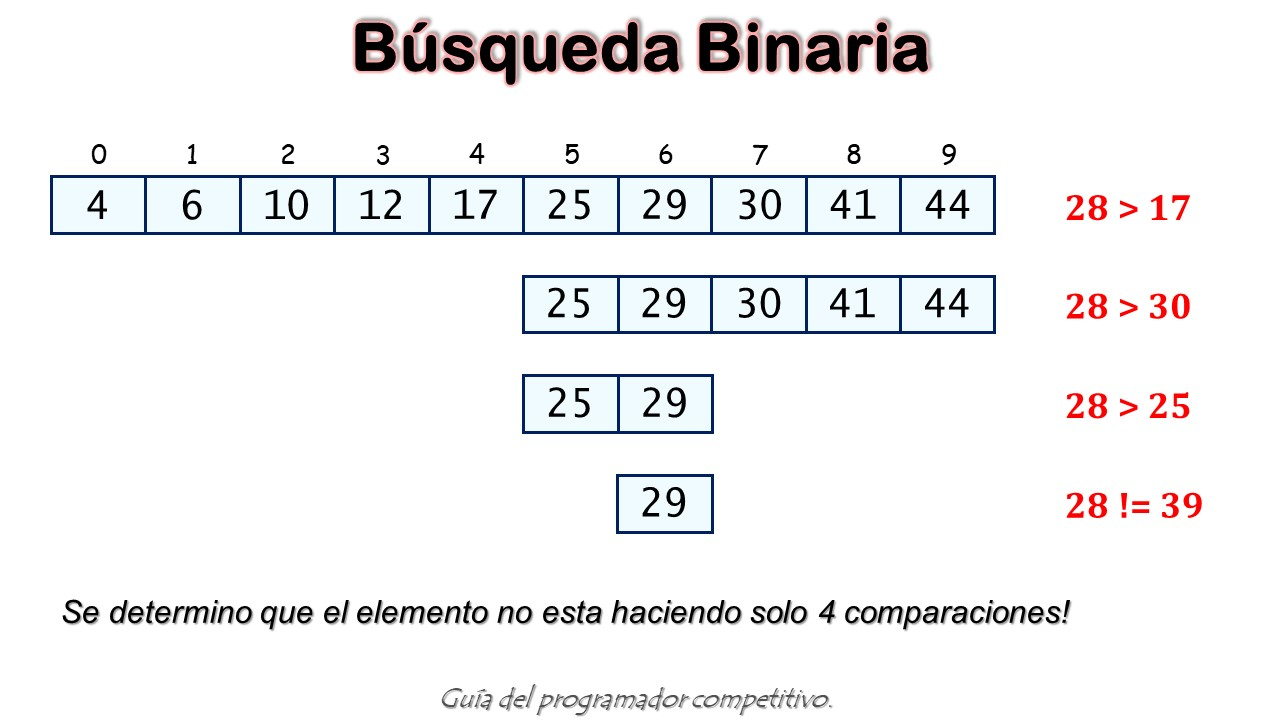 Búsqueda Binaria
0 1 2 3 4 5 6 7 8 9
4 6 10 12 17 25 29 30 41 44 28 > 17
25 29 30 41 44 28 > 30
25 29 28 > 25
29 28 != 39
Se determino que el elemento no esta haciendo solo 4 comparaciones!
Guía del programador competitivo.